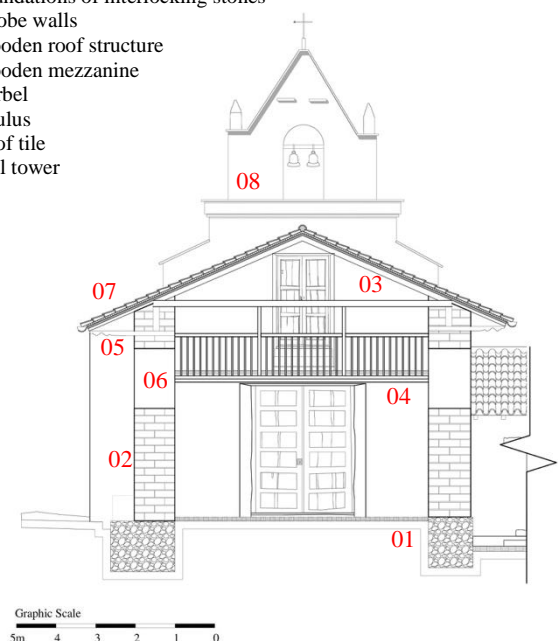 undations of interlocking stones
obe walls
oden roof structure
oden mezzanine
rbel
ulus
of tile
l tower
08
07
03
05
06
04
02
01
Graphic Scale
5m 4 3 2 1 0